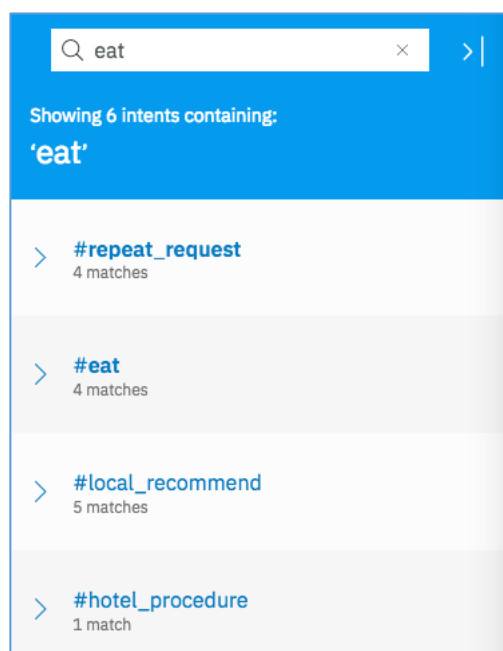 eat
Showing 6 intents containing:
‘eat’
#repeat_request
4 matches
#eat
4 matches
#local_recommend
5 matches
#hotel_procedure
1 match